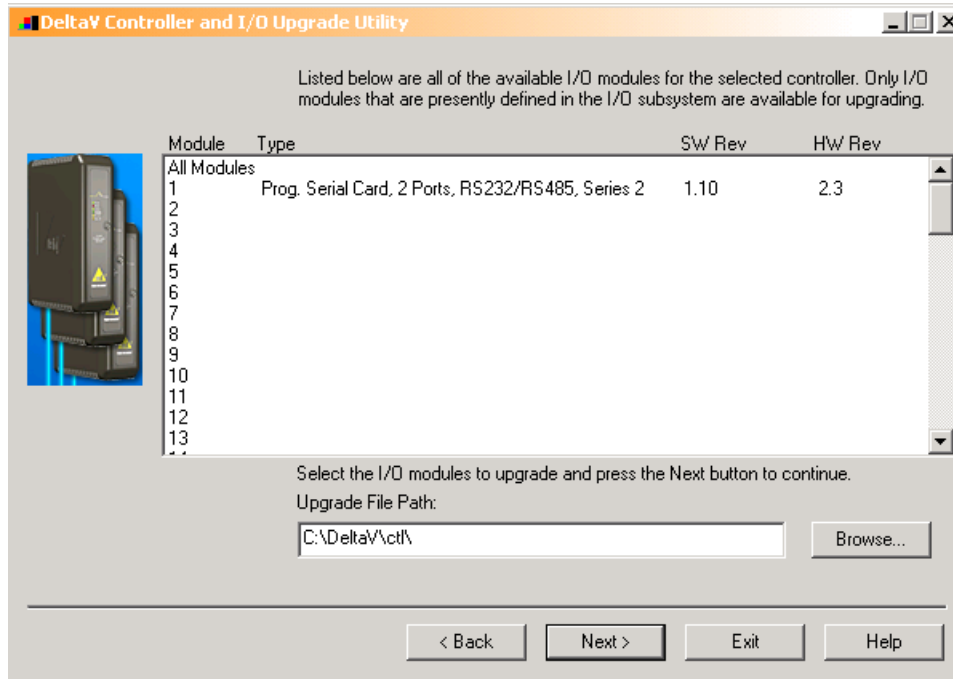 DeltaV Controller and I/O Upgrade Utility
Listed below are all of the available I/O modules for the selected controller. Only I/O
modules that are presently defined in the I/O subsystem are available for upgrading.
Module Type SW Rev HW Rev
All Modules
1 Prog. Serial Card, 2 Ports, RS232/RS485, Series 2 1.10 2.3
2
3
4
5
6
7
8
9
10
11
12
13
Select the I/O modules to upgrade and press the Next button to continue.
Upgrade File Path:
C:\DeltaV\ctl\ Browse...
< Back Next > Exit Help